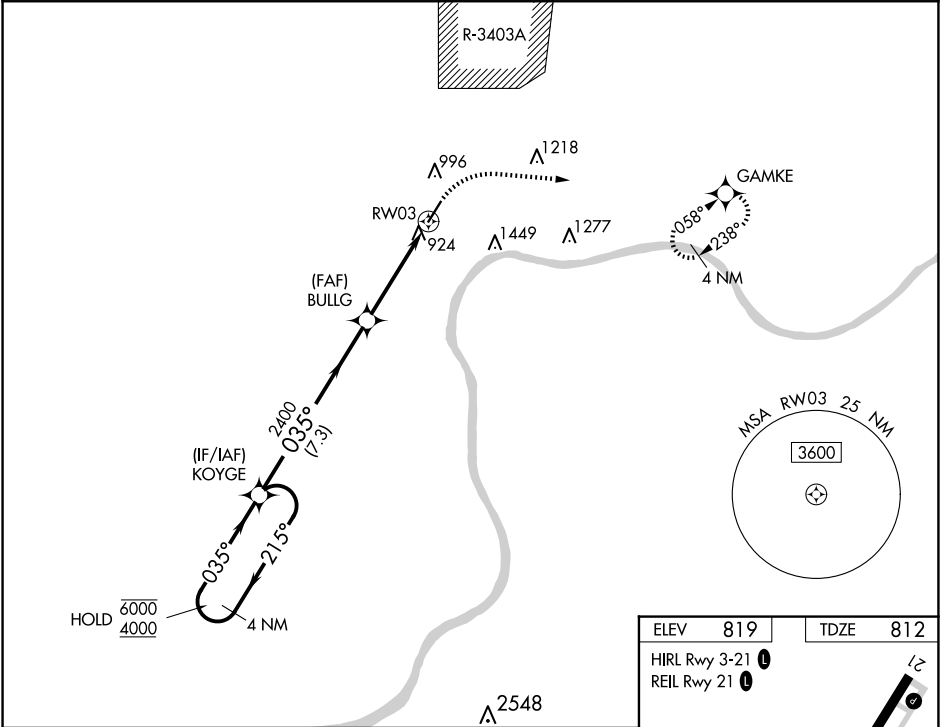 R-3403A
996
1218
GAMKE
RW03
058°
238°
924
1449
1277
4 NM
(FAF)
BULLG
2400
035°
(7.3)
(IF/IAF)
KOYGE
MSA RW03 25 NM
3600
035°
215°
HOLD 6000
4000
4 NM
ELEV 819
TDZE 812
HIRL Rwy 3-21 L
REIL Rwy 21 L
21
P
2548